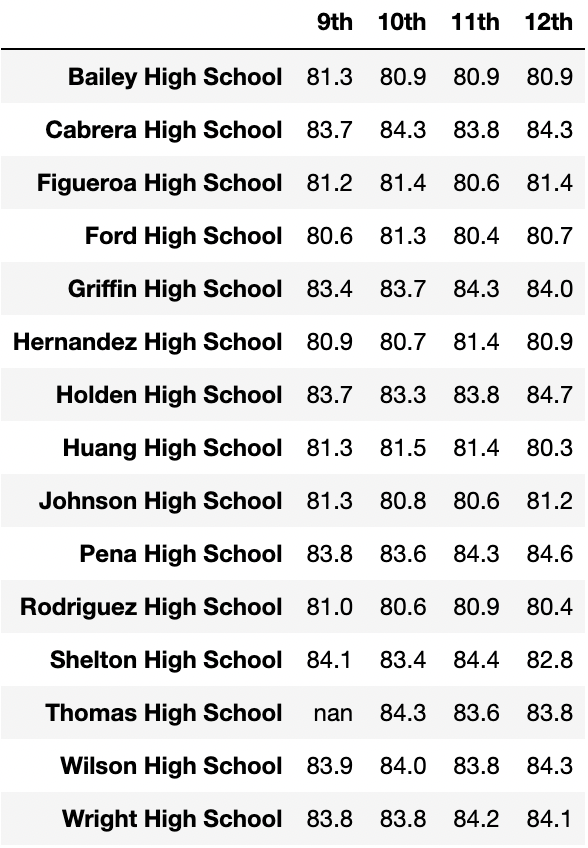 9th 10th 11th 12th
Bailey High School 81.3 80.9 80.9 80.9
Cabrera High School 83.7 84.3 83.8 84.3
Figueroa High School 81.2 81.4 80.6 81.4
Ford High School 80.6 81.3 80.4 80.7
Griffin High School 83.4 83.7 84.3 84.0
Hernandez High School 80.9 80.7 81.4 80.9
Holden High School 83.7 83.3 83.8 84.7
Huang High School 81.3 81.5 81.4 80.3
Johnson High School 81.3 80.8 80.6 81.2
Pena High School 83.8 83.6 84.3 84.6
Rodriguez High School 81.0 80.6 80.9 80.4
Shelton High School 84.1 83.4 84.4 82.8
Thomas High School nan 84.3 83.6 83.8
Wilson High School 83.9 84.0 83.8 84.3
Wright High School 83.8 83.8 84.2 84.1